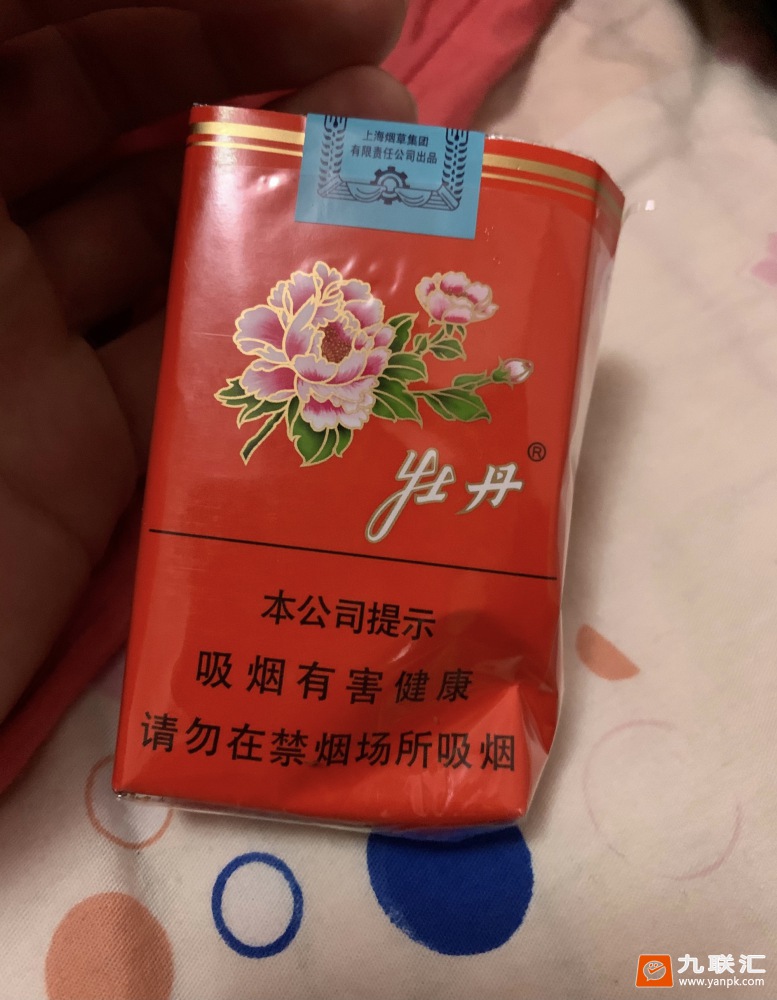 上海烟草集团
有限责任公司出品
牡丹®
本公司提示
吸烟有害健康
请勿在禁烟场所吸烟
九联汇
www.yanpk.com